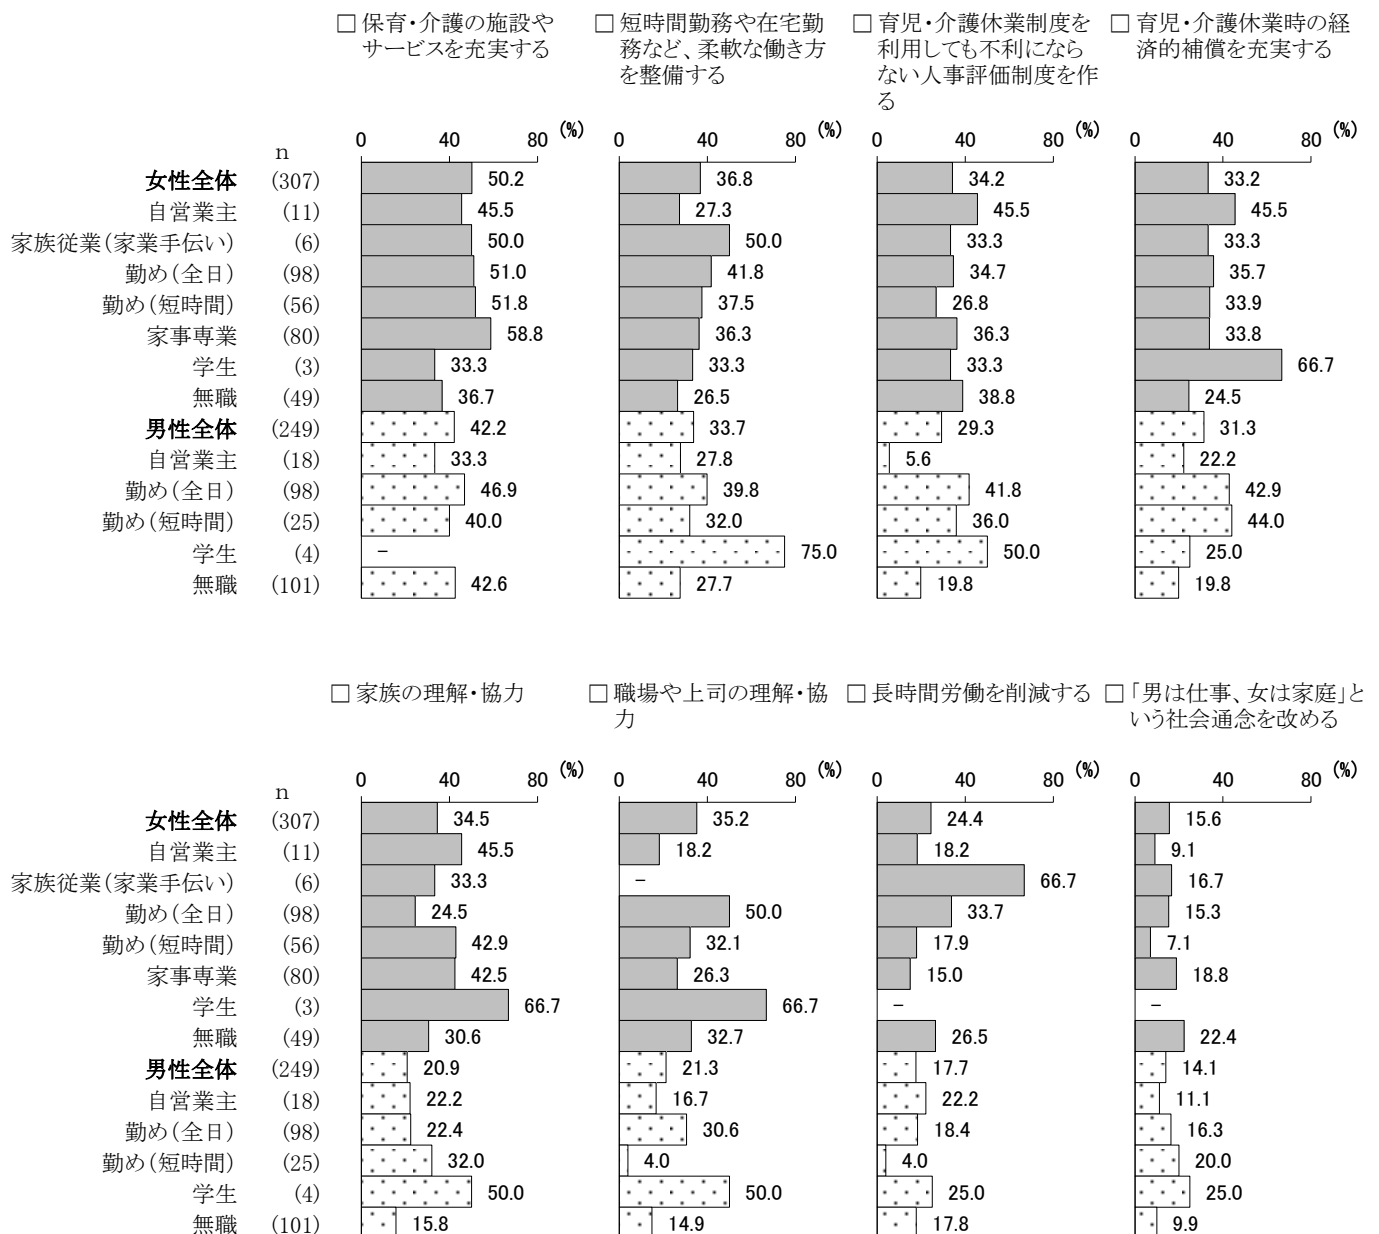 □ 保育・介護の施設や
サービスを充実する
□ 短時間勤務や在宅勤
務など、柔軟な働き方
を整備する
□ 育児・介護休業制度を
利用しても不利になら
ない人事評価制度を作
る
□ 育児・介護休業時の経
済的補償を充実する
n 0 40 80 (%) 0 40 80 (%) 0 40 80 (%) 0 40 80 (%)
女性全体 (307) 50.2 36.8 34.2 33.2
自営業主 (11) 45.5 27.3 45.5 45.5
家族従業(家業手伝い) (6) 50.0 50.0 33.3 33.3
勤め(全日) (98) 51.0 41.8 34.7 35.7
勤め(短時間) (56) 51.8 37.5 26.8 33.9
家事専業 (80) 58.8 36.3 36.3 33.8
学生 (3) 33.3 33.3 33.3 66.7
無職 (49) 36.7 26.5 38.8 24.5
男性全体 (249) 42.2 33.7 29.3 31.3
自営業主 (18) 33.3 27.8 5.6 22.2
勤め(全日) (98) 46.9 39.8 41.8 42.9
勤め(短時間) (25) 40.0 32.0 36.0 44.0
学生 (4) － 75.0 50.0 25.0
無職 (101) 42.6 27.7 19.8 19.8
□ 家族の理解・協力
□ 職場や上司の理解・協
力
□ 長時間労働を削減する
□ 「男は仕事、女は家庭」と
いう社会通念を改める
n 0 40 80 (%) 0 40 80 (%) 0 40 80 (%) 0 40 80 (%)
女性全体 (307) 34.5 35.2 24.4 15.6
自営業主 (11) 45.5 18.2 18.2 9.1
家族従業(家業手伝い) (6) 33.3 － 66.7 16.7
勤め(全日) (98) 24.5 50.0 33.7 15.3
勤め(短時間) (56) 42.9 32.1 17.9 7.1
家事専業 (80) 42.5 26.3 15.0 18.8
学生 (3) 66.7 66.7 － －
無職 (49) 30.6 32.7 26.5 22.4
男性全体 (249) 20.9 21.3 17.7 14.1
自営業主 (18) 22.2 16.7 22.2 11.1
勤め(全日) (98) 22.4 30.6 18.4 16.3
勤め(短時間) (25) 32.0 4.0 4.0 20.0
学生 (4) 50.0 50.0 25.0 25.0
無職 (101) 15.8 14.9 17.8 9.9